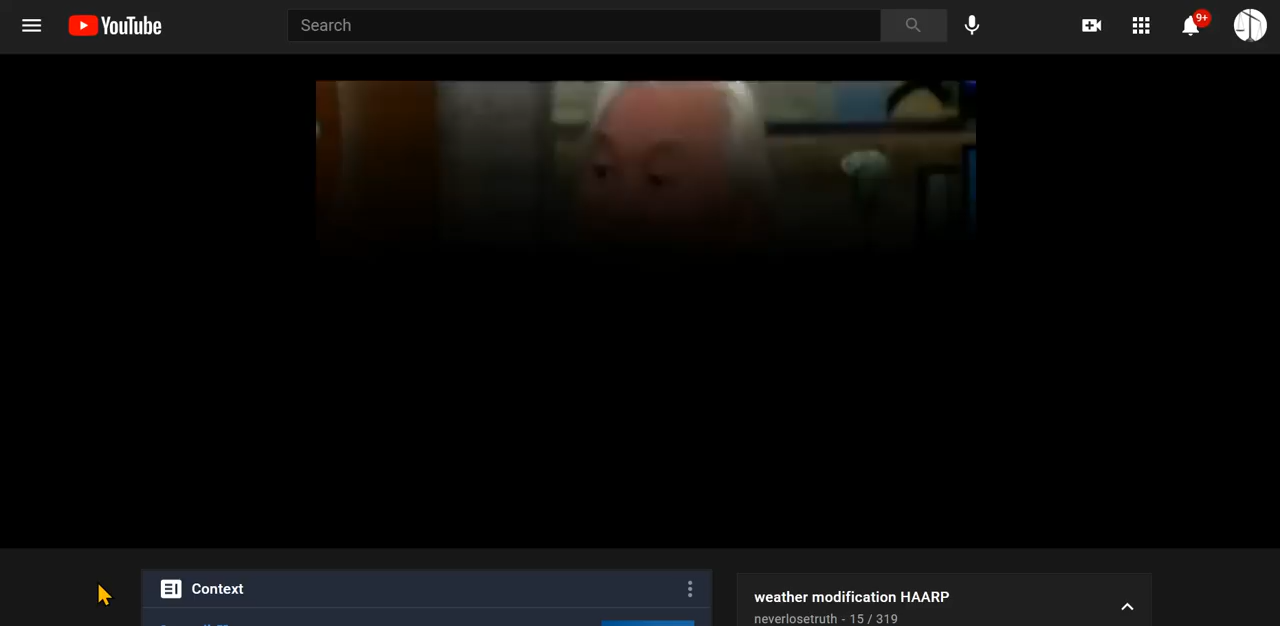 YouTube
Search
9+
Context
weather modification HAARP
neverlosetruth - 15 / 319